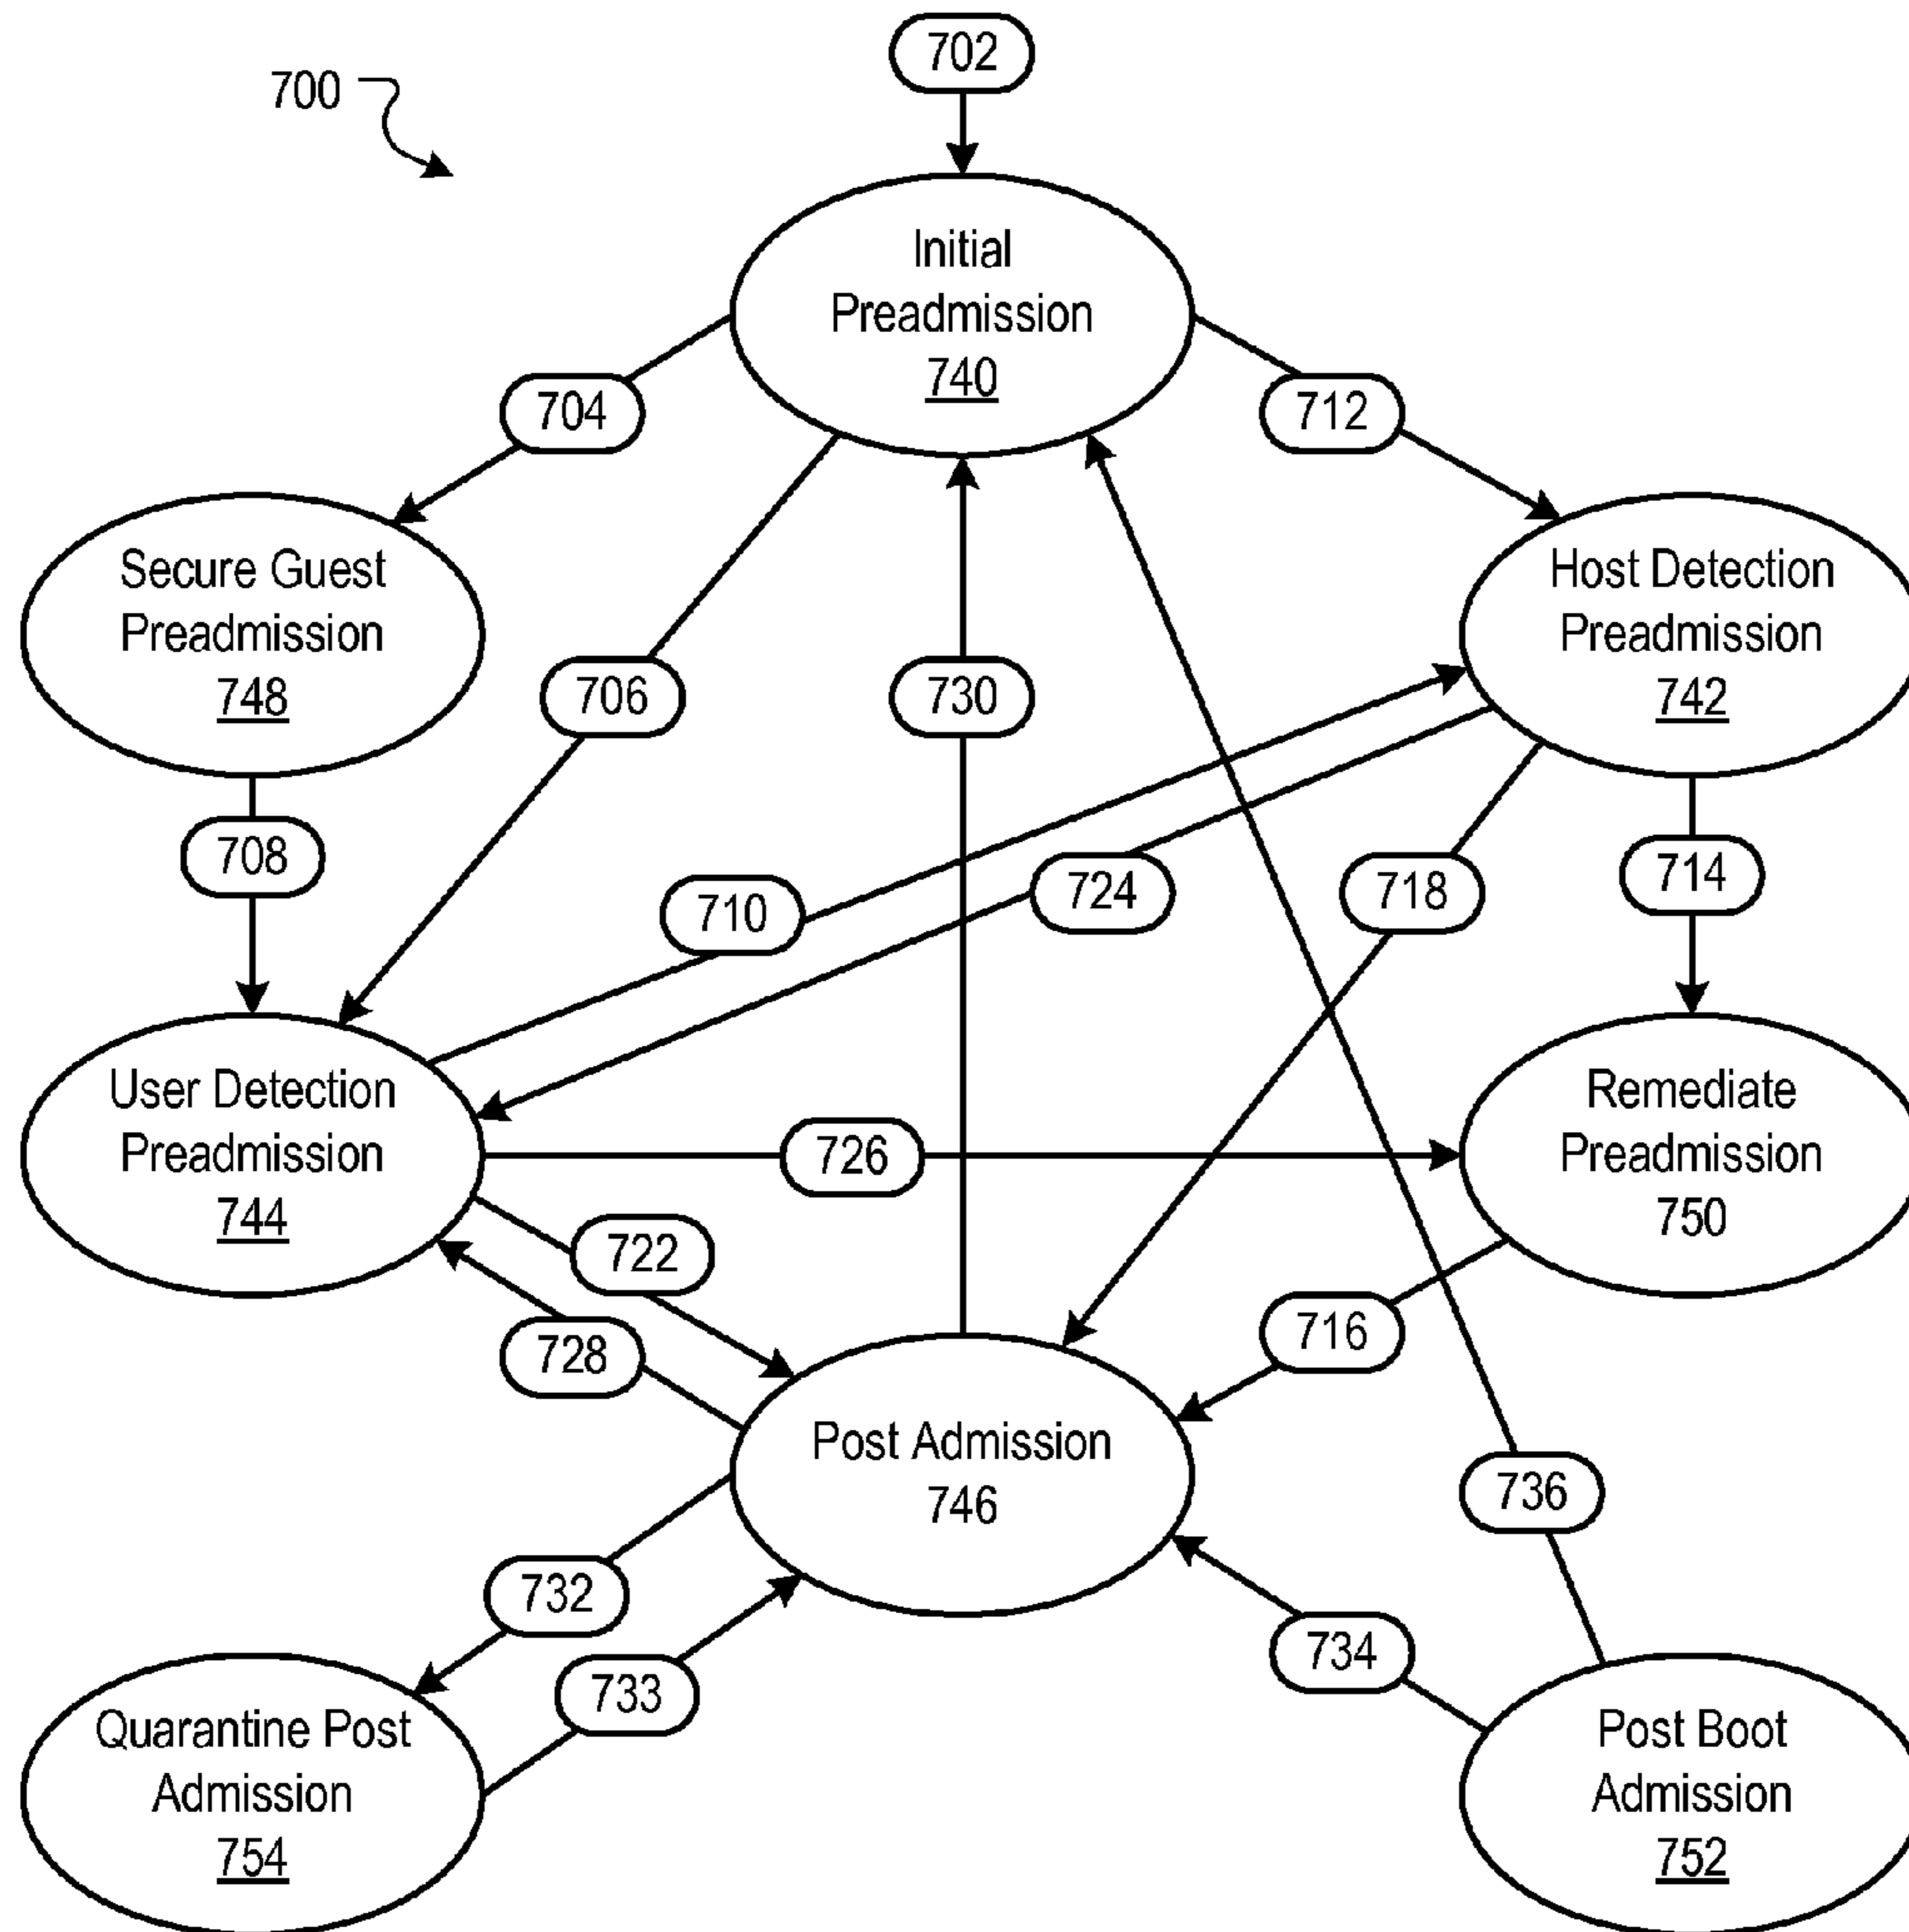 702
700
Initial
Preadmission
740
704
712
Secure Guest
Preadmission
748
Host Detection
Preadmission
742
706
730
708
710
724
718
714
User Detection
Preadmission
744
726
Remediate
Preadmission
750
722
728
716
Post Admission
746
736
732
733
734
Quarantine Post
Admission
754
Post Boot
Admission
752